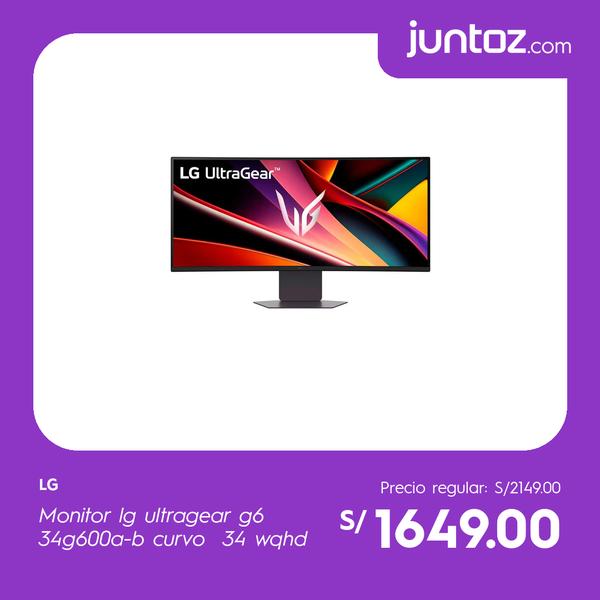 juntoz.com
LG UltraGear™
LG
Monitor lg ultragear g6
34g600a-b curvo 34 wqhd
Precio regular: S/2149.00
S/1649.00